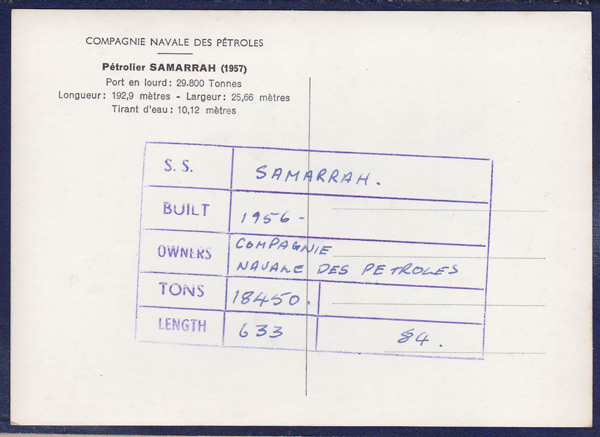 COMPAGNIE NAVALE DES PÉTROLES
Pétrolier SAMARRAH (1957)
Port en lourd : 29.800 Tonnes
Longueur : 192,9 mètres - Largeur : 25,66 mètres
Tirant d'eau : 10,12 mètres
S. S. SAMARRAH.
BUILT 1956 -
OWNERS COMPAGNIE
NAVALE DES PETROLES
TONS 18450.
LENGTH 633 84.